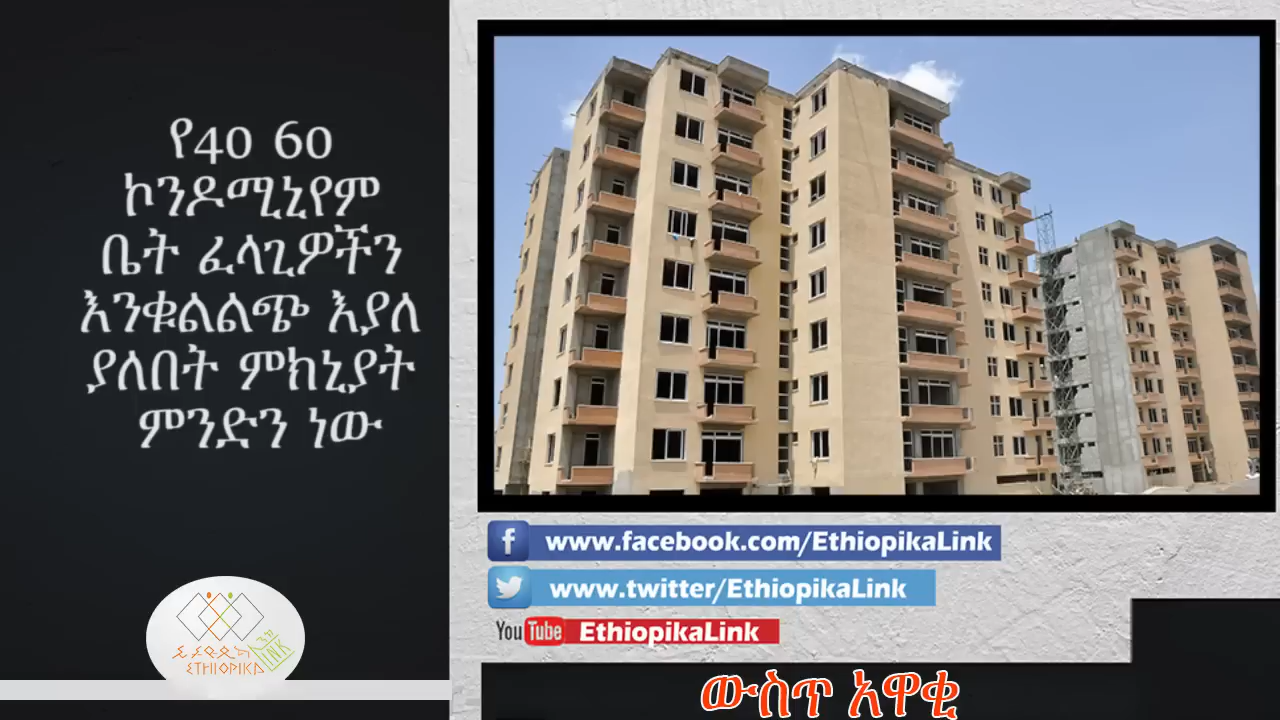 የ40 60
ኮንዶሚኒየም
ቤት ፈላጊዎችን
እንቁልልጭ እያለ
ያለበት ምክኒያት
ምንድን ነው
f www.facebook.com/EthiopikaLink
www.twitter/EthiopikaLink
YouTube EthiopikaLink
ETHIOPIKA
LINK
ውስጥ አዋቂ